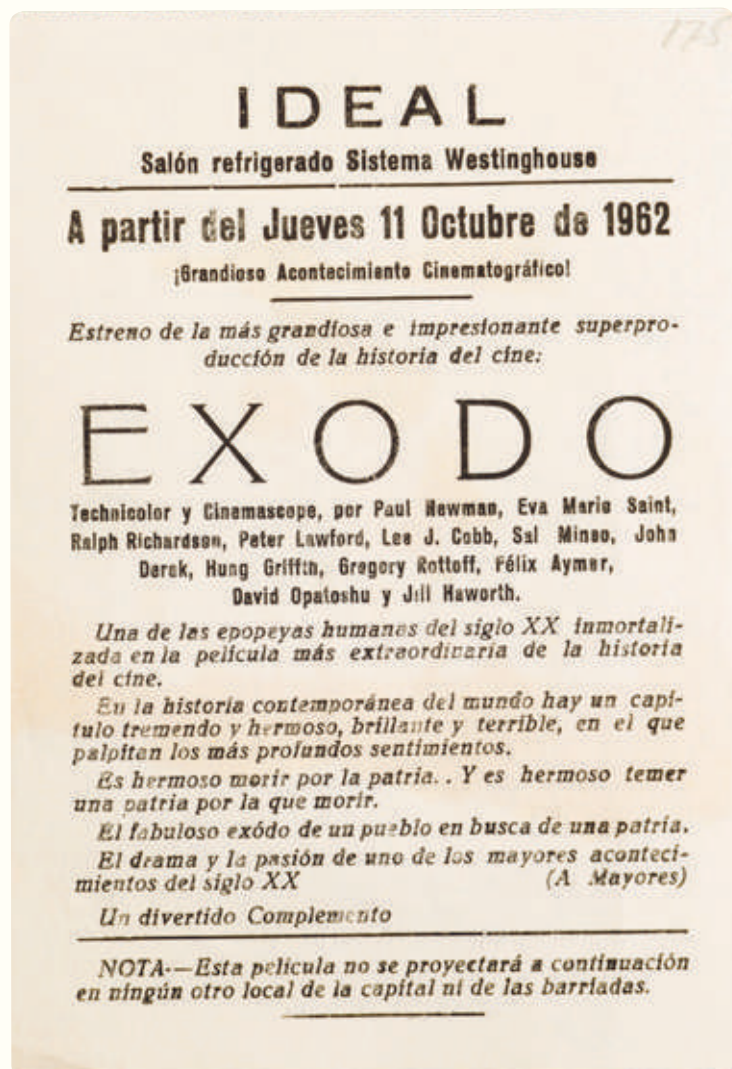 175
IDEAL
Salón refrigerado Sistema Westinghouse
A partir del Jueves 11 Octubre de 1962
¡Grandioso Acontecimiento Cinematográfico!
Estreno de la más grandiosa e impresionante superpro-
ducción de la historia del cine:
EXODO
Technicolor y Cinemascope, por Paul Newman, Eva Marie Saint,
Ralph Richardson, Peter Lawford, Lee J. Cobb, Sal Mineo, John
Derek, Hung Griffth, Gregory Rottoff, Félix Aymer,
David Opatoshu y Jill Haworth.
Una de las epopeyas humanas del siglo XX inmortali-
zada en la película más extraordinaria de la historia
del cine.
En la historia contemporánea del mundo hay un capí-
tulo tremendo y hermoso, brillante y terrible, en el que
palpitan los más profundos sentimientos.
Es hermoso morir por la patria.. Y es hermoso temer
una patria por la que morir.
El fabuloso exódo de un pueblo en busca de una patria.
El drama y la pasión de uno de los mayores aconteci-
mientos del siglo XX (A Mayores)
Un divertido Complemento
NOTA.—Esta película no se proyectará a continuación
en ningún otro local de la capital ni de las barriadas.